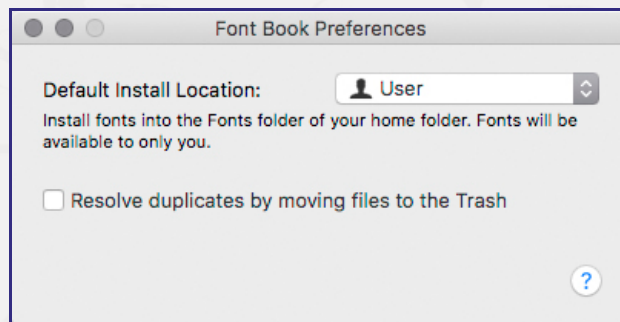 Font Book Preferences
Default Install Location: User
Install fonts into the Fonts folder of your home folder. Fonts will be
available to only you.
Resolve duplicates by moving files to the Trash
?